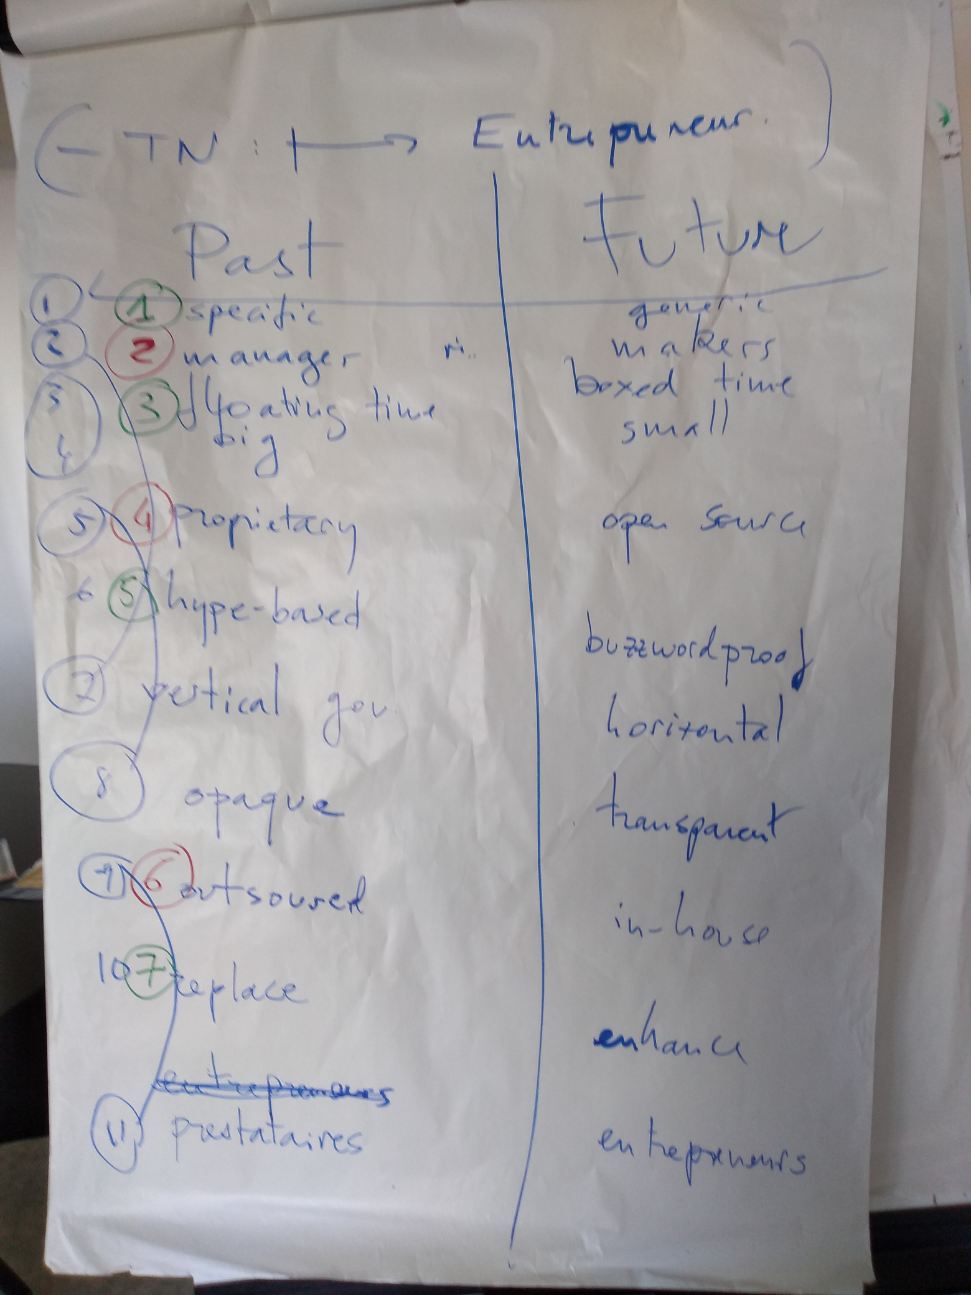 ( - TN : † → Entrepreneur. )
Past Future
1 1 specific generic
2 2 manager makers
3 3 floating time boxed time
4 big small
5 4 proprietary open source
6 5 hype-based buzzwordproof
7 vertical gov. horizontal
8 opaque transparent
9 6 outsourced in-house
10 7 replace enhance
entrepreneurs
11 prestataires entrepreneurs